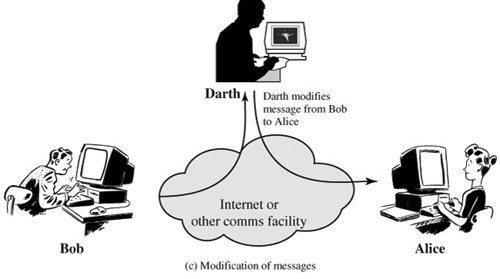 Darth
Darth modifies
message from Bob
to Alice
Internet or
other comms facility
Bob
Alice
(c) Modification of messages